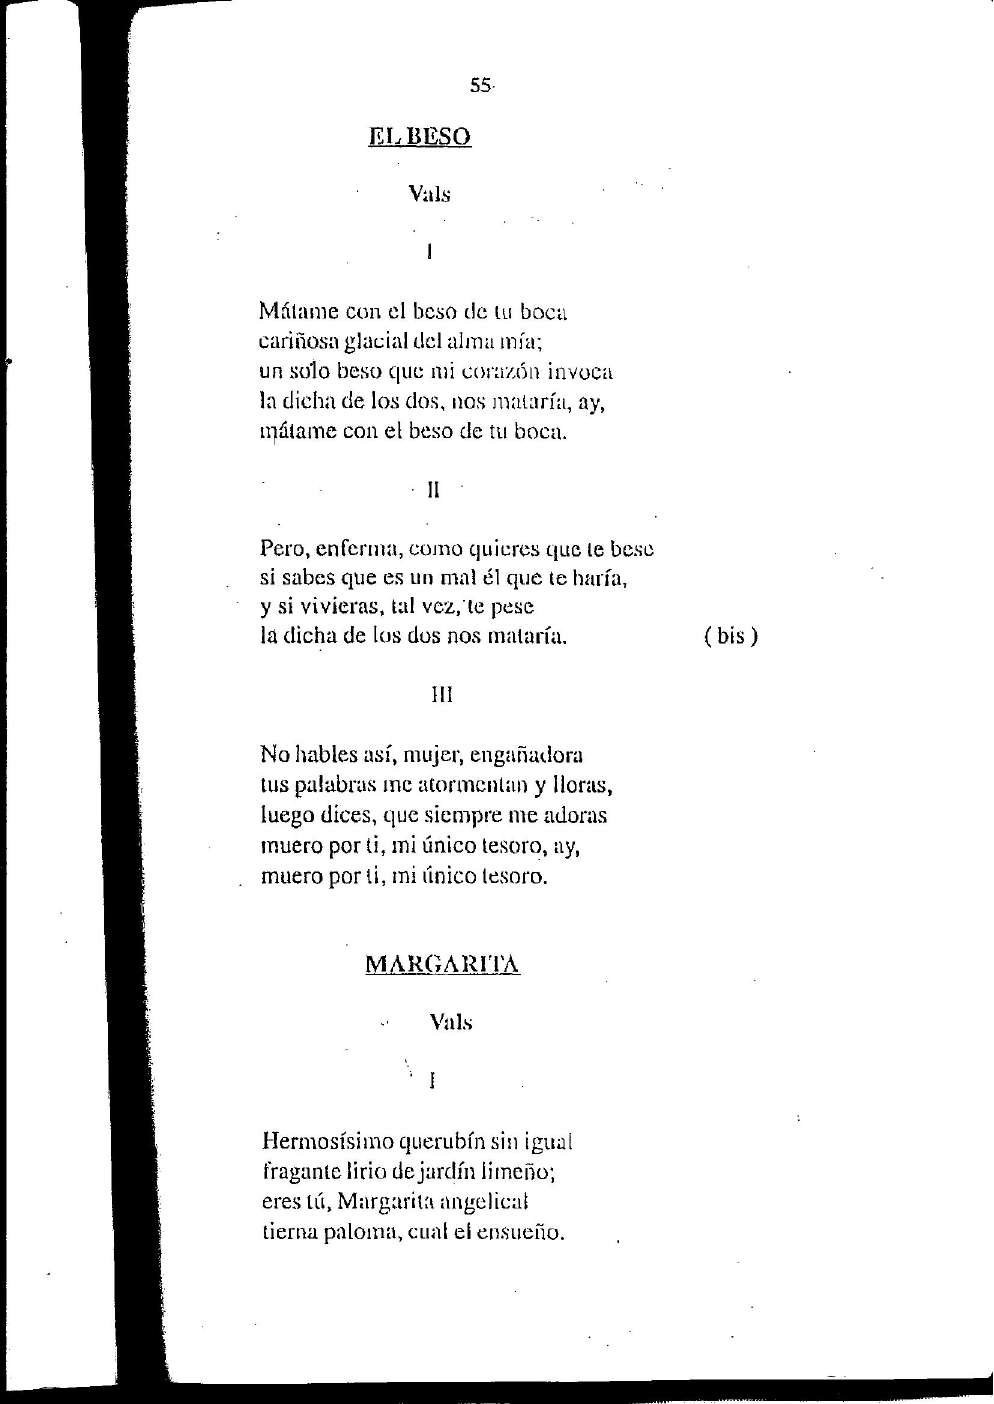 55
EL BESO
Vals
I
Mátame con el beso de tu boca
cariñosa glacial del alma mía;
un solo beso que mi corazón invoca
la dicha de los dos, nos mataría, ay,
mátame con el beso de tu boca.
II
Pero, enferma, como quieres que te bese
si sabes que es un mal él que te haría,
y si vivieras, tal vez, te pese
la dicha de los dos nos mataría. ( bis )
III
No hables así, mujer, engañadora
tus palabras me atormentan y lloras,
luego dices, que siempre me adoras
muero por ti, mi único tesoro, ay,
muero por ti, mi único tesoro.
MARGARITA
Vals
I
Hermosísimo querubín sin igual
fragante lirio de jardín limeño;
eres tú, Margarita angelical
tierna paloma, cual el ensueño.